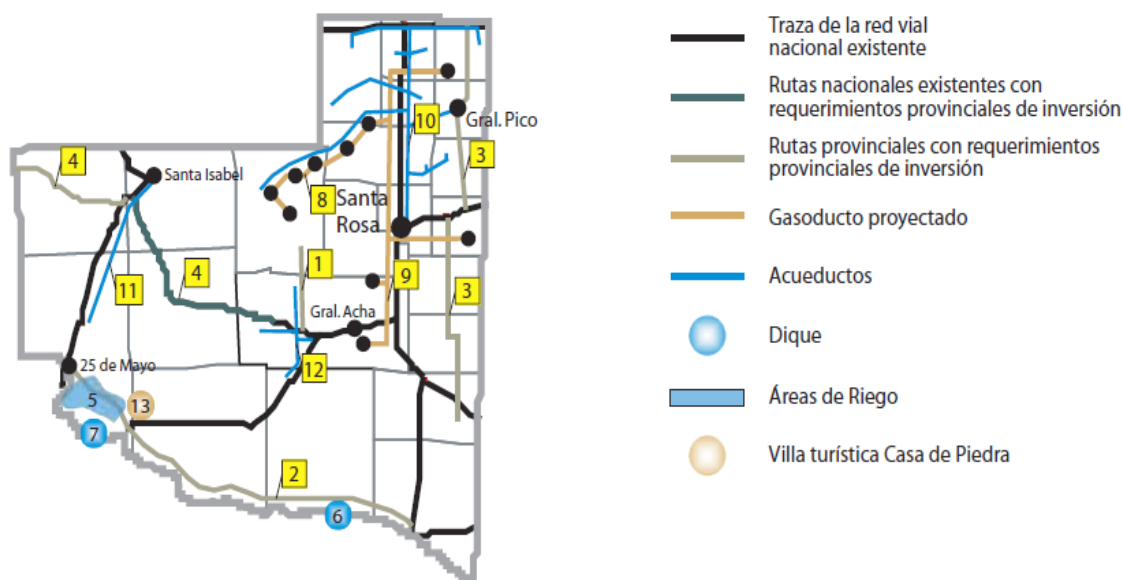 10
Gral. Pico
4
3
Santa Isabel
8
Santa
Rosa
1
11
4
9
3
Gral. Acha
25 de Mayo
12
5
13
7
2
6
Traza de la red vial
nacional existente
Rutas nacionales existentes con
requerimientos provinciales de inversión
Rutas provinciales con requerimientos
provinciales de inversión
Gasoducto proyectado
Acueductos
Dique
Áreas de Riego
Villa turística Casa de Piedra